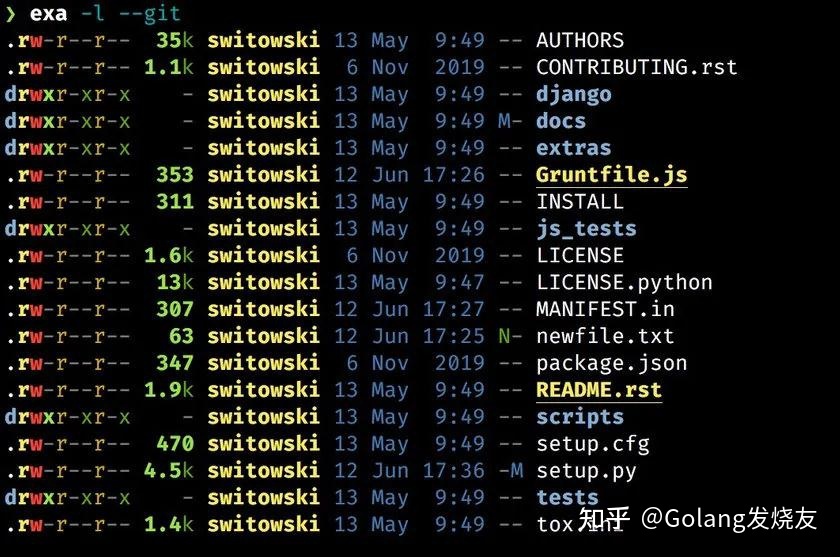 ❯ exa -l --git
.rw-r--r-- 35k switowski 13 May 9:49 -- AUTHORS
.rw-r--r-- 1.1k switowski 6 Nov 2019 -- CONTRIBUTING.rst
drwxr-xr-x - switowski 13 May 9:49 -- django
drwxr-xr-x - switowski 13 May 9:49 M- docs
drwxr-xr-x - switowski 13 May 9:49 -- extras
.rw-r--r-- 353 switowski 12 Jun 17:26 -- Gruntfile.js
.rw-r--r-- 311 switowski 13 May 9:49 -- INSTALL
drwxr-xr-x - switowski 13 May 9:49 -- js_tests
.rw-r--r-- 1.6k switowski 6 Nov 2019 -- LICENSE
.rw-r--r-- 13k switowski 13 May 9:47 -- LICENSE.python
.rw-r--r-- 307 switowski 12 Jun 17:27 -- MANIFEST.in
.rw-r--r-- 63 switowski 12 Jun 17:25 N- newfile.txt
.rw-r--r-- 347 switowski 6 Nov 2019 -- package.json
.rw-r--r-- 1.9k switowski 13 May 9:49 -- README.rst
drwxr-xr-x - switowski 13 May 9:49 -- scripts
.rw-r--r-- 470 switowski 13 May 9:49 -- setup.cfg
.rw-r--r-- 4.5k switowski 12 Jun 17:36 -M setup.py
drwxr-xr-x - switowski 13 May 9:49 -- tests
.rw-r--r-- 1.4k switowski 13 May 9:49 -- tox.ini
知乎 @Golang发烧友